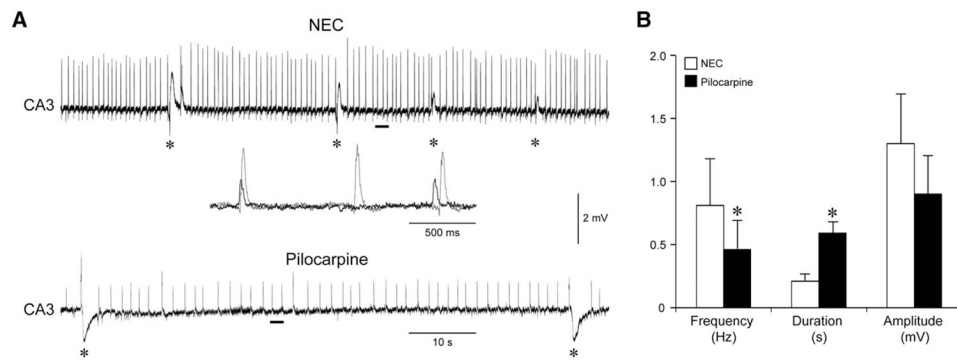 A
NEC
CA3
* * * *
500 ms
2 mV
Pilocarpine
CA3
* *
10 s
B
2.0
NEC
Pilocarpine
1.5
1.0
* *
0.5
0
Frequency Duration Amplitude
(Hz) (s) (mV)